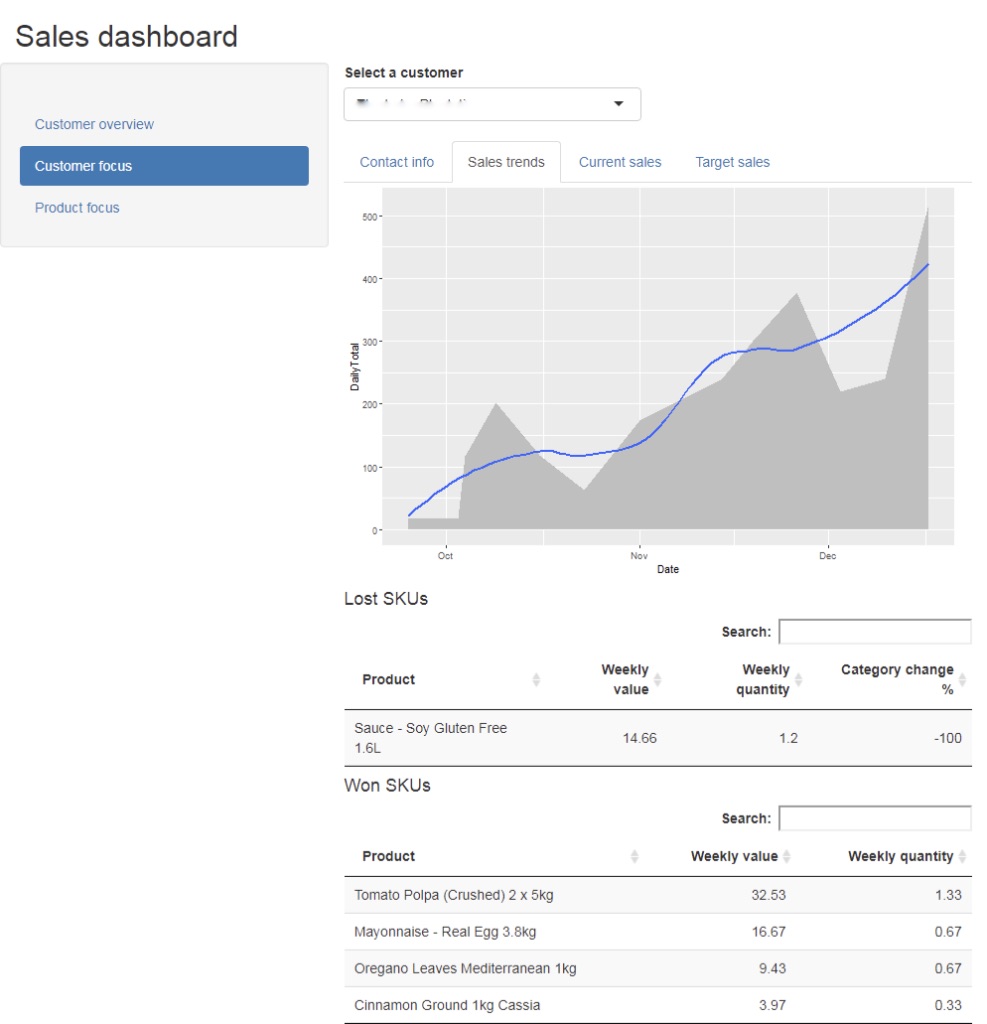 Sales dashboard
Customer overview
Customer focus
Product focus
Select a customer
Contact info
Sales trends
Current sales
Target sales
500
400
300
200
100
0
DailyTotal
Oct
Nov
Dec
Date
Lost SKUs
Search:
Product
Weekly value
Weekly quantity
Category change %
Sauce - Soy Gluten Free
1.6L
14.66
1.2
-100
Won SKUs
Search:
Product
Weekly value
Weekly quantity
Tomato Polpa (Crushed) 2 x 5kg
32.53
1.33
Mayonnaise - Real Egg 3.8kg
16.67
0.67
Oregano Leaves Mediterranean 1kg
9.43
0.67
Cinnamon Ground 1kg Cassia
3.97
0.33